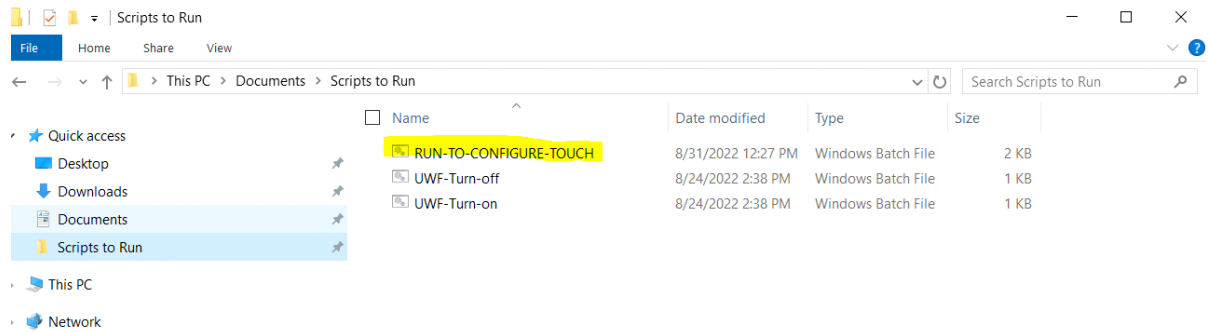 Scripts to Run
File Home Share View
This PC Documents Scripts to Run
Search Scripts to Run
Name Date modified Type Size
Quick access
Desktop
Downloads
Documents
Scripts to Run
This PC
Network
RUN-TO-CONFIGURE-TOUCH 8/31/2022 12:27 PM Windows Batch File 2 KB
UWF-Turn-off 8/24/2022 2:38 PM Windows Batch File 1 KB
UWF-Turn-on 8/24/2022 2:38 PM Windows Batch File 1 KB